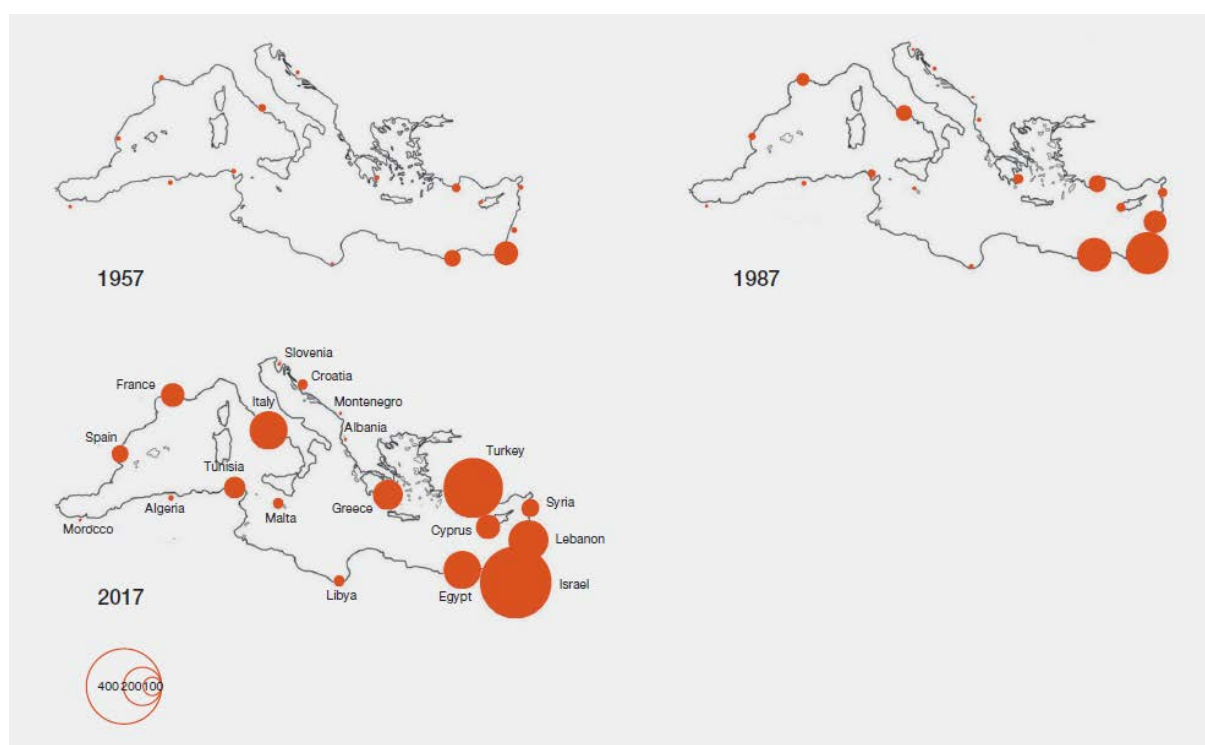 1957
1987
Slovenia
France
Croatia
Italy
Montenegro
Albania
Spain
Turkey
Tunisia
Algeria
Malta
Greece
Syria
Morocco
Cyprus
Lebanon
Libya
Egypt
Israel
2017
400 200 100